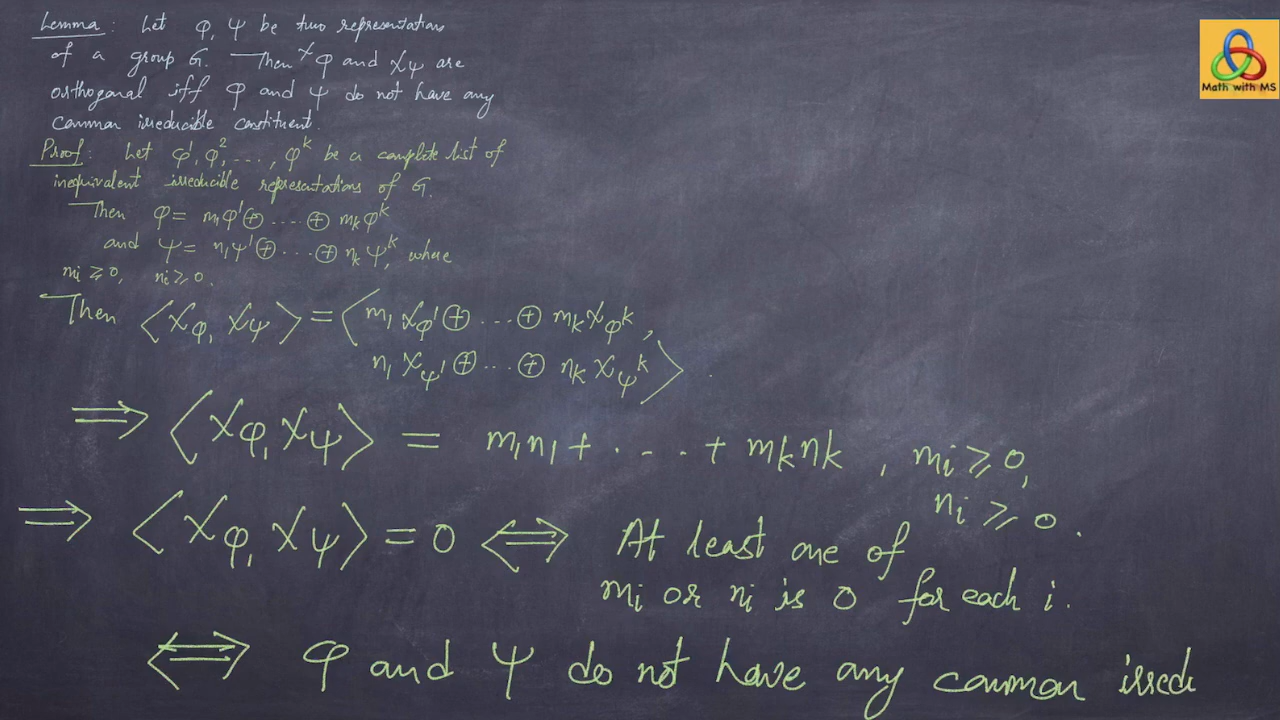 Lemma: Let φ, ψ be two representations
of a group G. Then χφ and χψ are
orthogonal iff φ and ψ do not have any
common irreducible constituent.
Proof: Let φ¹, φ², ..., φᵏ be a complete list of
inequivalent irreducible representations of G.
Then φ = m₁φ¹ ⊕ .... ⊕ mₖφᵏ
and ψ = n₁ψ¹ ⊕ .... ⊕ nₖψᵏ, where
mᵢ ≥ 0, nᵢ ≥ 0.
Then ⟨χφ, χψ⟩ = ⟨m₁χφ¹ ⊕ .... ⊕ mₖχφᵏ,
n₁χψ¹ ⊕ ... ⊕ nₖχψᵏ⟩.
⟹ ⟨χφ, χψ⟩ = m₁n₁ + .... + mₖnₖ, mᵢ ≥ 0,
nᵢ ≥ 0.
⟹ ⟨χφ, χψ⟩ = 0 ⟺ At least one of
mᵢ or nᵢ is 0 for each i.
⟺ φ and ψ do not have any common irredu
Math with MS